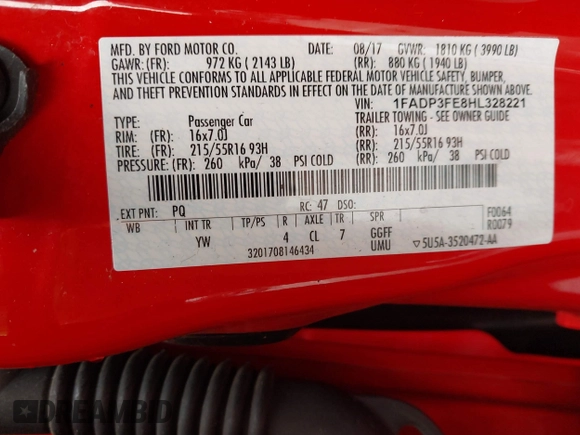 MFD. BY FORD MOTOR CO. DATE: 08/17 GVWR: 1810 KG ( 3990 LB)
GAWR: (FR): 972 KG ( 2143 LB) (RR): 880 KG ( 1940 LB)
THIS VEHICLE CONFORMS TO ALL APPLICABLE FEDERAL MOTOR VEHICLE SAFETY, BUMPER,
AND THEFT PREVENTION STANDARDS IN EFFECT ON THE DATE OF MANUFACTURE SHOWN ABOVE
VIN: 1FADP3FE8HL328221
TYPE: Passenger Car TRAILER TOWING - SEE OWNER GUIDE
RIM: (FR): 16x7.0J (RR): 16x7.0J
TIRE: (FR): 215/55R16 93H (RR): 215/55R16 93H
PRESSURE: (FR): 260 kPa/ 38 PSI COLD (RR): 260 kPa/ 38 PSI COLD
EXT PNT: PQ RC: 47 DSO: F0064
WB INT TR TP/PS R AXLE TR SPR R0079
YW 4 CL 7 GGFF
3201708146434 UMU ▽5U5A-3520472-AA
DREAMBID